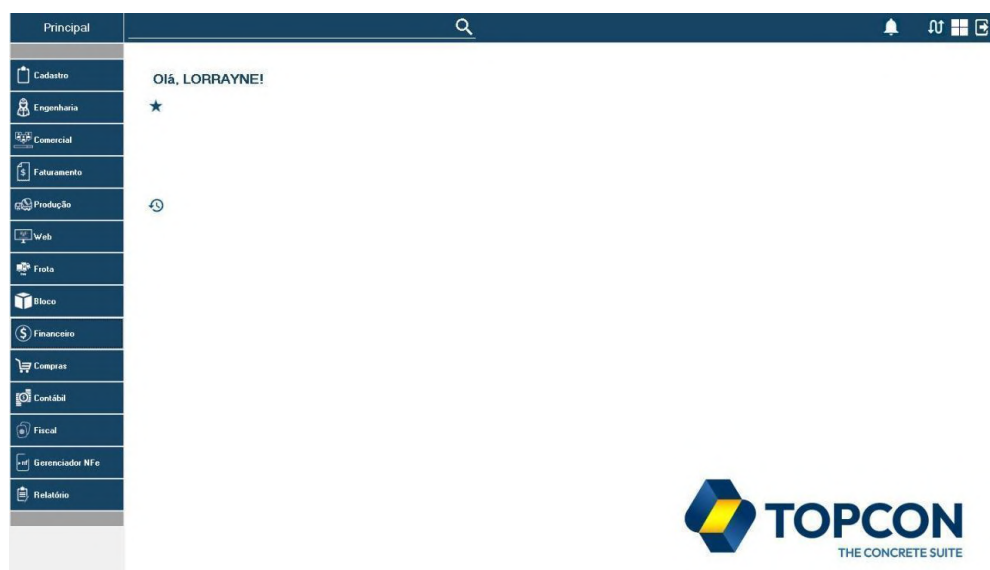 Principal
Olá, LORRAYNE!
Cadastro
Engenharia
Comercial
Faturamento
Produção
Web
Frota
Bloco
Financeiro
Compras
Contábil
Fiscal
Gerenciador NFe
Relatório
TOPCON
THE CONCRETE SUITE